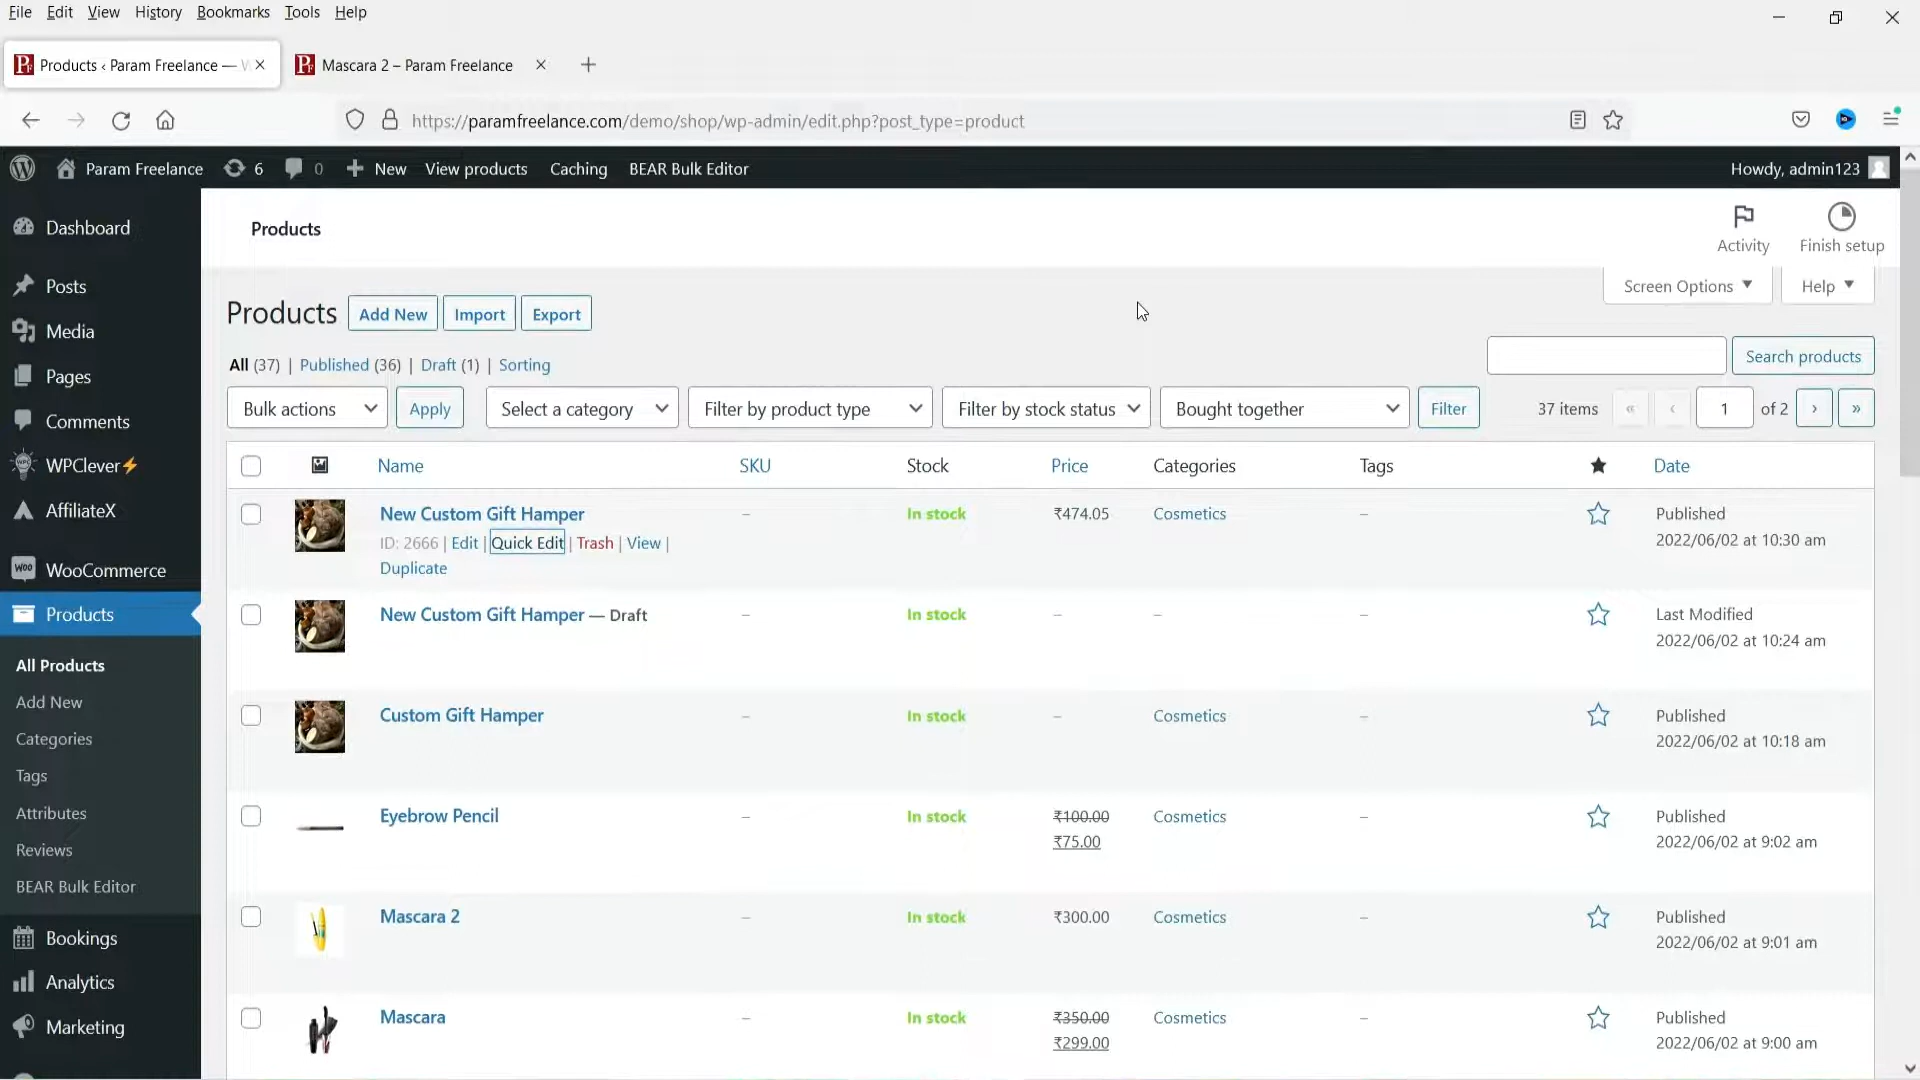 File Edit View History Bookmarks Tools Help
Products ‹ Param Freelance — W
Mascara 2 – Param Freelance
https://paramfreelance.com/demo/shop/wp-admin/edit.php?post_type=product
Param Freelance 6 0 New View products Caching BEAR Bulk Editor Howdy, admin123
Dashboard
Posts
Media
Pages
Comments
WPClever⚡
AffiliateX
WooCommerce
Products
All Products
Add New
Categories
Tags
Attributes
Reviews
BEAR Bulk Editor
Bookings
Analytics
Marketing
Products
Activity
Finish setup
Screen Options ▼ Help ▼
Products Add New Import Export
All (37) | Published (36) | Draft (1) | Sorting
Search products
Bulk actions Apply Select a category Filter by product type Filter by stock status Bought together Filter 37 items « ‹ 1 of 2 › »
Name SKU Stock Price Categories Tags ★ Date
New Custom Gift Hamper – In stock ₹474.05 Cosmetics – Published
ID: 2666 | Edit | Quick Edit | Trash | View | 2022/06/02 at 10:30 am
Duplicate
New Custom Gift Hamper — Draft – In stock – – – Last Modified
2022/06/02 at 10:24 am
Custom Gift Hamper – In stock – Cosmetics – Published
2022/06/02 at 10:18 am
Eyebrow Pencil – In stock ₹100.00 Cosmetics – Published
₹75.00 2022/06/02 at 9:02 am
Mascara 2 – In stock ₹300.00 Cosmetics – Published
2022/06/02 at 9:01 am
Mascara – In stock ₹350.00 Cosmetics – Published
₹299.00 2022/06/02 at 9:00 am